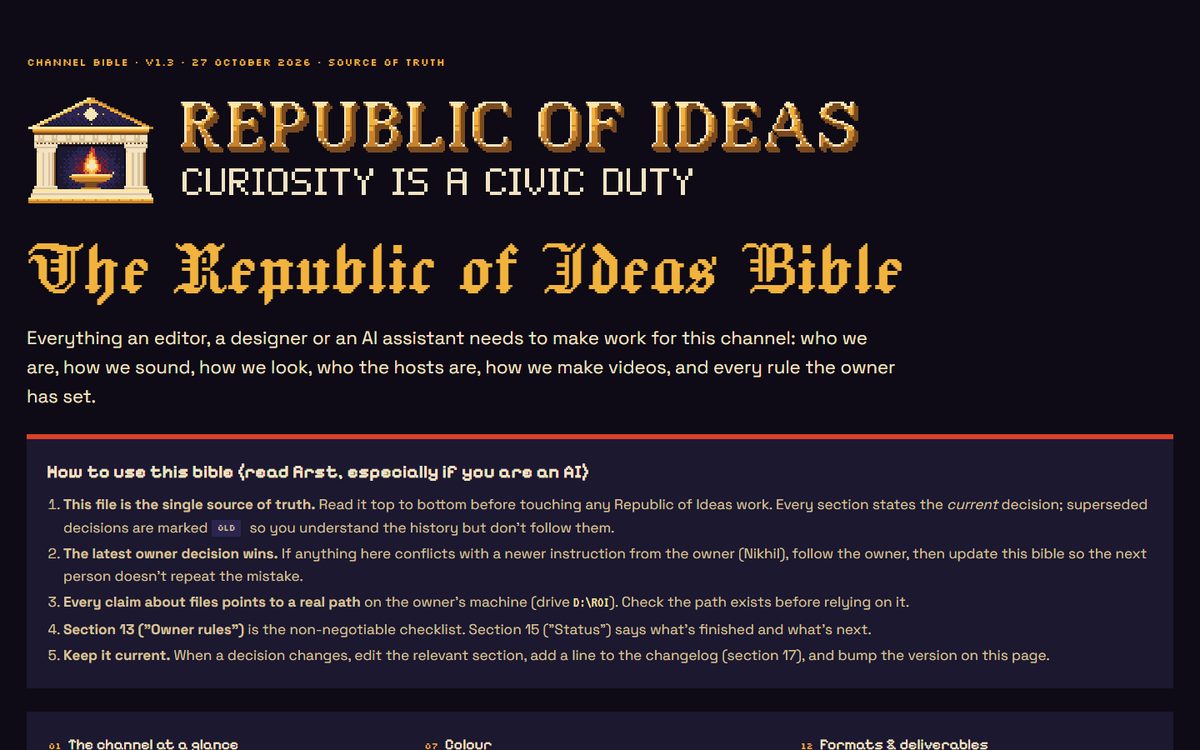 CHANNEL BIBLE · V1.3 · 27 OCTOBER 2026 · SOURCE OF TRUTH
REPUBLIC OF IDEAS
CURIOSITY IS A CIVIC DUTY
The Republic of Ideas Bible
Everything an editor, a designer or an AI assistant needs to make work for this channel: who we
are, how we sound, how we look, who the hosts are, how we make videos, and every rule the owner
has set.
How to use this bible (read first, especially if you are an AI)
1. This file is the single source of truth. Read it top to bottom before touching any Republic of Ideas work. Every section states the current decision; superseded
decisions are marked OLD so you understand the history but don't follow them.
2. The latest owner decision wins. If anything here conflicts with a newer instruction from the owner (Nikhil), follow the owner, then update this bible so the next
person doesn't repeat the mistake.
3. Every claim about files points to a real path on the owner's machine (drive D:\ROI). Check the path exists before relying on it.
4. Section 13 ("Owner rules") is the non-negotiable checklist. Section 15 ("Status") says what's finished and what's next.
5. Keep it current. When a decision changes, edit the relevant section, add a line to the changelog (section 17), and bump the version on this page.
01 The channel at a glance
07 Colour
12 Formats & deliverables